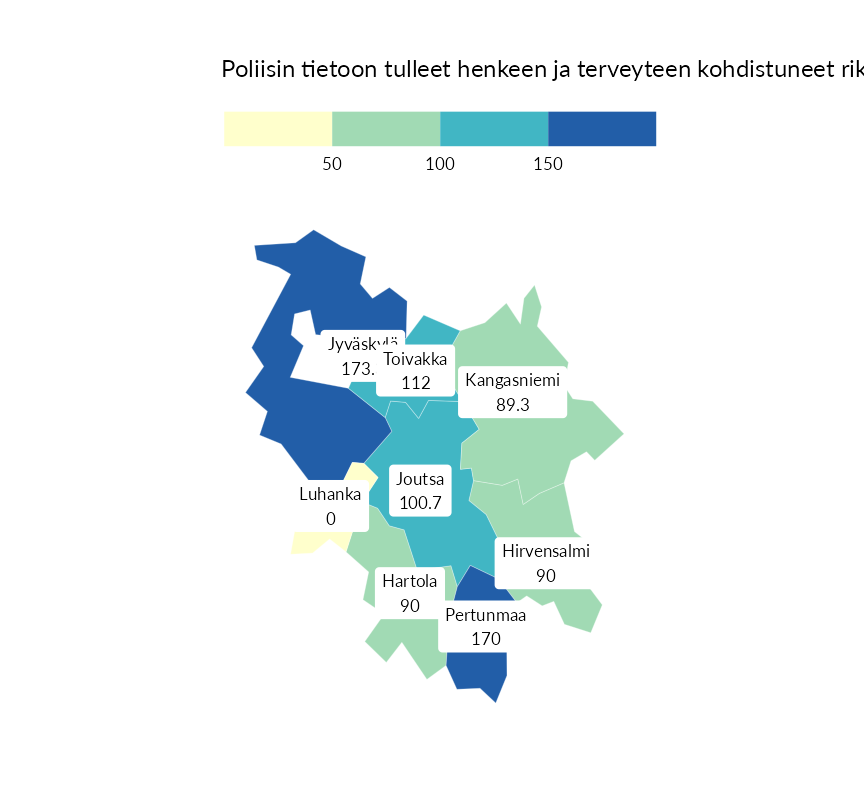 Poliisin tietoon tulleet henkeen ja terveyteen kohdistuneet rik
50 100 150
Jyväskylä
173.
Toivakka
112
Kangasniemi
89.3
Joutsa
100.7
Luhanka
0
Hirvensalmi
90
Hartola
90
Pertunmaa
170